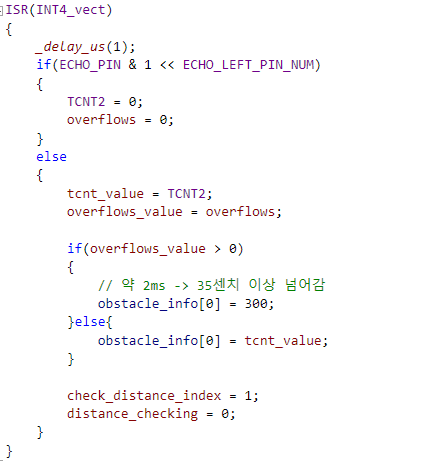 ISR(INT4_vect)
{
    _delay_us(1);
    if(ECHO_PIN & 1 << ECHO_LEFT_PIN_NUM)
    {
        TCNT2 = 0;
        overflows = 0;
    }
    else
    {
        tcnt_value = TCNT2;
        overflows_value = overflows;

        if(overflows_value > 0)
        {
            // 약 2ms -> 35센치 이상 넘어감
            obstacle_info[0] = 300;
        }else{
            obstacle_info[0] = tcnt_value;
        }

        check_distance_index = 1;
        distance_checking = 0;
    }
}